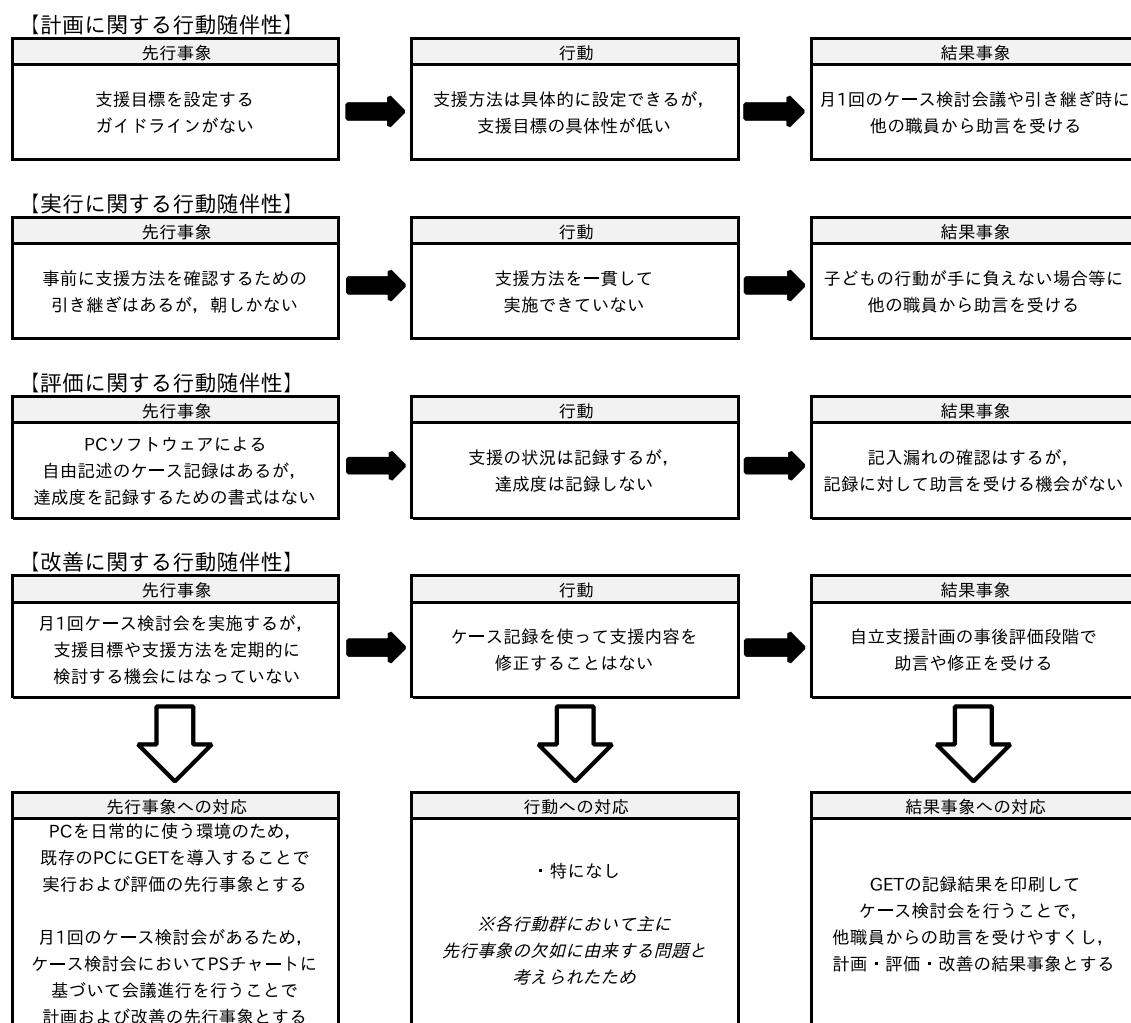 【計画に関する行動随伴性】
先行事象
支援目標を設定する
ガイドラインがない
行動
支援方法は具体的に設定できるが，
支援目標の具体性が低い
結果事象
月1回のケース検討会議や引き継ぎ時に
他の職員から助言を受ける
【実行に関する行動随伴性】
先行事象
事前に支援方法を確認するための
引き継ぎはあるが，朝しかない
行動
支援方法を一貫して
実施できていない
結果事象
子どもの行動が手に負えない場合等に
他の職員から助言を受ける
【評価に関する行動随伴性】
先行事象
PCソフトウェアによる
自由記述のケース記録はあるが，
達成度を記録するための書式はない
行動
支援の状況は記録するが，
達成度は記録しない
結果事象
記入漏れの確認はするが，
記録に対して助言を受ける機会がない
【改善に関する行動随伴性】
先行事象
月1回ケース検討会を実施するが，
支援目標や支援方法を定期的に
検討する機会にはなっていない
行動
ケース記録を使って支援内容を
修正することはない
結果事象
自立支援計画の事後評価段階で
助言や修正を受ける
先行事象への対応
PCを日常的に使う環境のため，
既存のPCにGETを導入することで
実行および評価の先行事象とする
月1回のケース検討会があるため，
ケース検討会においてPSチャートに
基づいて会議進行を行うことで
計画および改善の先行事象とする
行動への対応
・特になし
※各行動群において主に
先行事象の欠如に由来する問題と
考えられたため
結果事象への対応
GETの記録結果を印刷して
ケース検討会を行うことで，
他職員からの助言を受けやすくし，
計画・評価・改善の結果事象とする